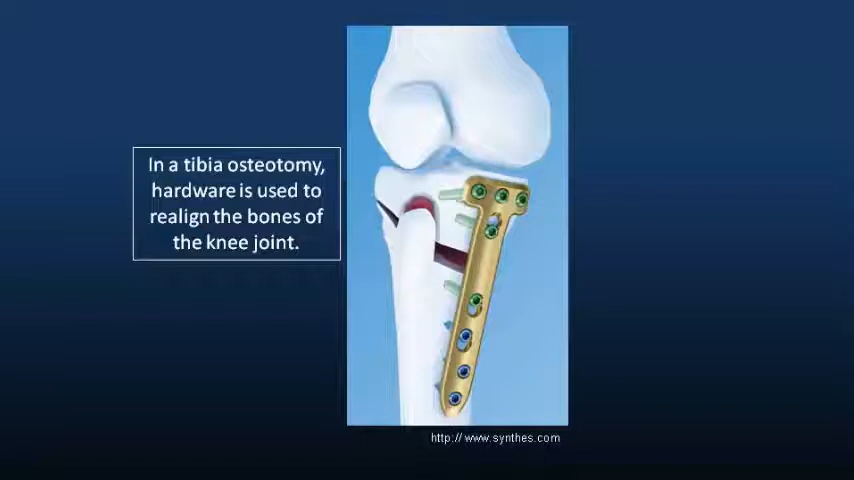 In a tibia osteotomy,
hardware is used to
realign the bones of
the knee joint.
http://www.synthes.com